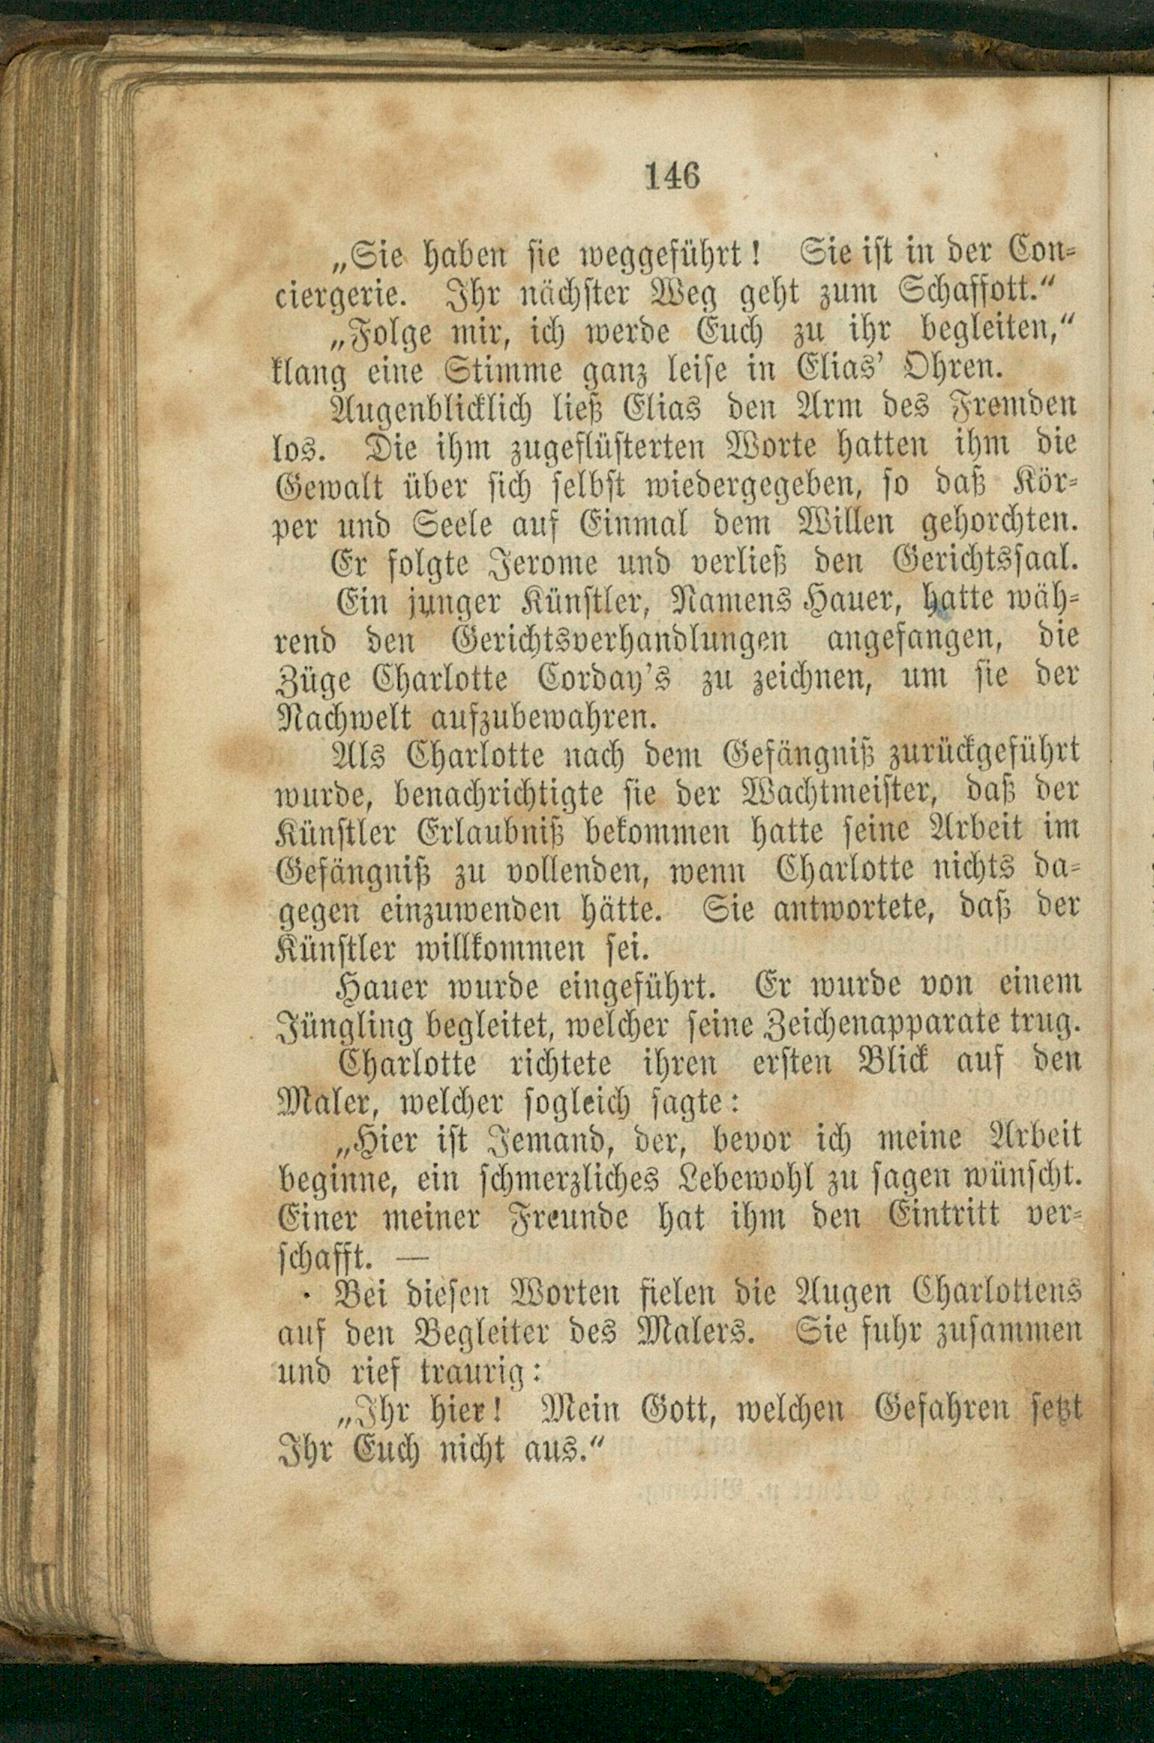 146
„Sie haben sie weggeführt! Sie ist in der Con-
ciergerie. Ihr nächster Weg geht zum Schaffott.“
„Folge mir, ich werde Euch zu ihr begleiten,“
klang eine Stimme ganz leise in Elias' Ohren.
Augenblicklich ließ Elias den Arm des Fremden
los. Die ihm zugeflüsterten Worte hatten ihm die
Gewalt über sich selbst wiedergegeben, so daß Kör-
per und Seele auf Einmal dem Willen gehorchten.
Er folgte Jerome und verließ den Gerichtssaal.
Ein junger Künstler, Namens Hauer, hatte wäh-
rend den Gerichtsverhandlungen angefangen, die
Züge Charlotte Corday's zu zeichnen, um sie der
Nachwelt aufzubewahren.
Als Charlotte nach dem Gefängniß zurückgeführt
wurde, benachrichtigte sie der Wachtmeister, daß der
Künstler Erlaubniß bekommen hatte seine Arbeit im
Gefängniß zu vollenden, wenn Charlotte nichts da-
gegen einzuwenden hätte. Sie antwortete, daß der
Künstler willkommen sei.
Hauer wurde eingeführt. Er wurde von einem
Jüngling begleitet, welcher seine Zeichenapparate trug.
Charlotte richtete ihren ersten Blick auf den
Maler, welcher sogleich sagte:
„Hier ist Jemand, der, bevor ich meine Arbeit
beginne, ein schmerzliches Lebewohl zu sagen wünscht.
Einer meiner Freunde hat ihm den Eintritt ver-
schafft. —
Bei diesen Worten fielen die Augen Charlottens
auf den Begleiter des Malers. Sie fuhr zusammen
und rief traurig:
„Ihr hier! Mein Gott, welchen Gefahren setzt
Ihr Euch nicht aus.“